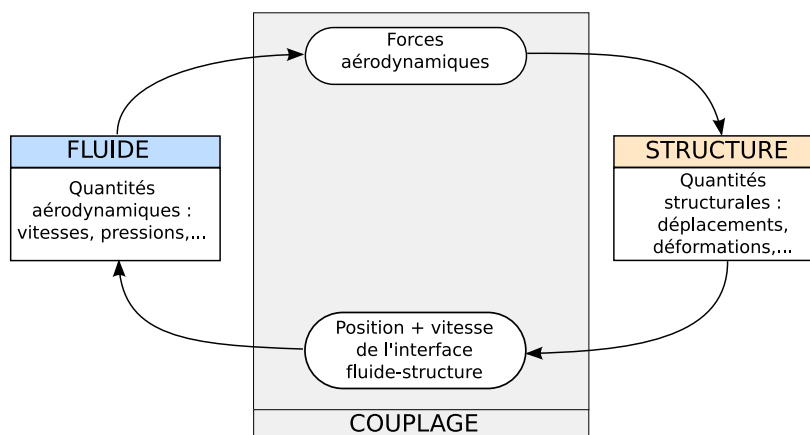 Forces
aérodynamiques
FLUIDE
Quantités
aérodynamiques :
vitesses, pressions,...
STRUCTURE
Quantités
structurales :
déplacements,
déformations,...
Position + vitesse
de l'interface
fluide-structure
COUPLAGE